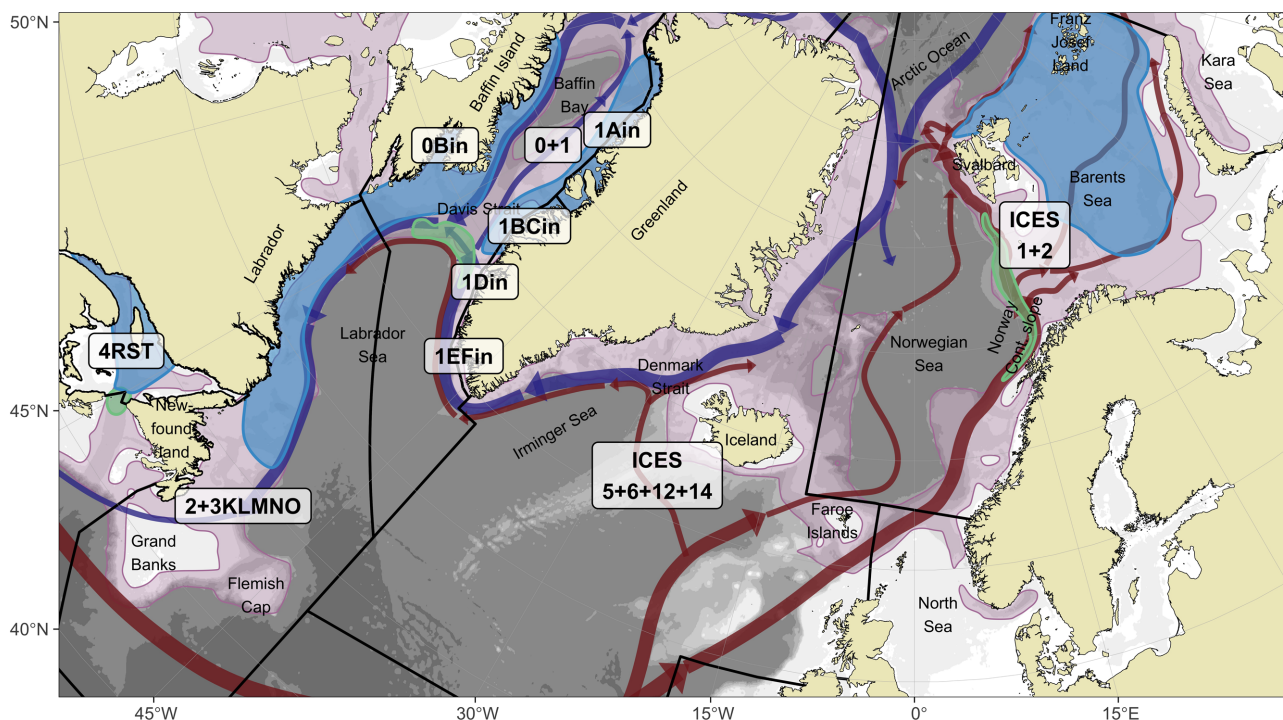 50°N
45°N
40°N
45°W
30°W
15°W
0°
15°E
Franz
Josef
Land
Kara
Sea
Arctic Ocean
Baffin Island
Baffin
Bay
0Bin
0+1
1Ain
Svalbard
Barents
Sea
Davis Strait
1BCin
Greenland
ICES
1+2
Labrador
1Din
Labrador
Sea
1EFin
4RST
Denmark
Strait
Norwegian
Sea
Norway
Cont. slope
New-
found
land
Irminger Sea
Iceland
ICES
5+6+12+14
2+3KLMNO
Faroe
Islands
Grand
Banks
Flemish
Cap
North
Sea